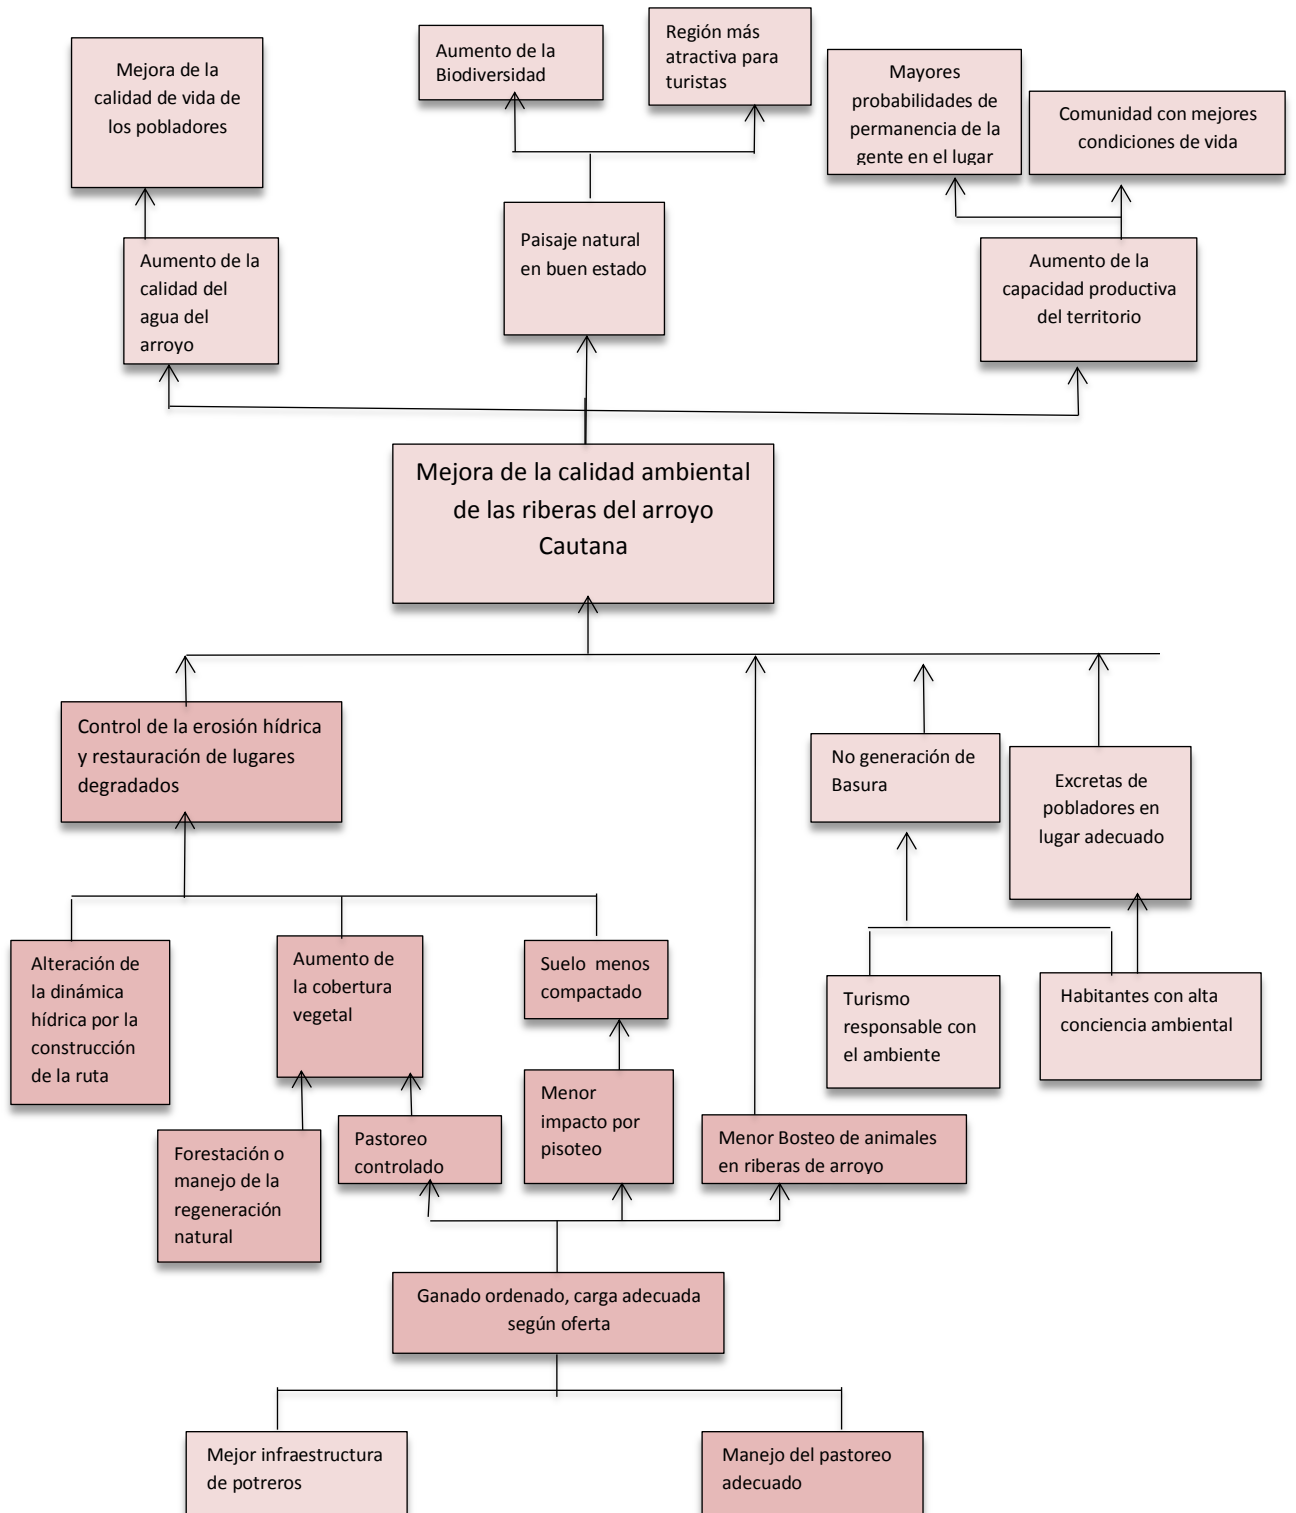 Mejora de la
calidad de vida de
los pobladores
Aumento de la
Biodiversidad
Región más
atractiva para
turistas
Mayores
probabilidades de
permanencia de la
gente en el lugar
Comunidad con mejores
condiciones de vida
Aumento de la
calidad del
agua del
arroyo
Paisaje natural
en buen estado
Aumento de la
capacidad productiva
del territorio
Mejora de la calidad ambiental
de las riberas del arroyo
Cautana
Control de la erosión hídrica
y restauración de lugares
degradados
No generación de
Basura
Excretas de
pobladores en
lugar adecuado
Alteración de
la dinámica
hídrica por la
construcción
de la ruta
Aumento de
la cobertura
vegetal
Suelo  menos
compactado
Turismo
responsable con
el ambiente
Habitantes con alta
conciencia ambiental
Forestación o
manejo de la
regeneración
natural
Pastoreo
controlado
Menor
impacto por
pisoteo
Menor Bosteo de animales
en riberas de arroyo
Ganado ordenado, carga adecuada
según oferta
Mejor infraestructura
de potreros
Manejo del pastoreo
adecuado